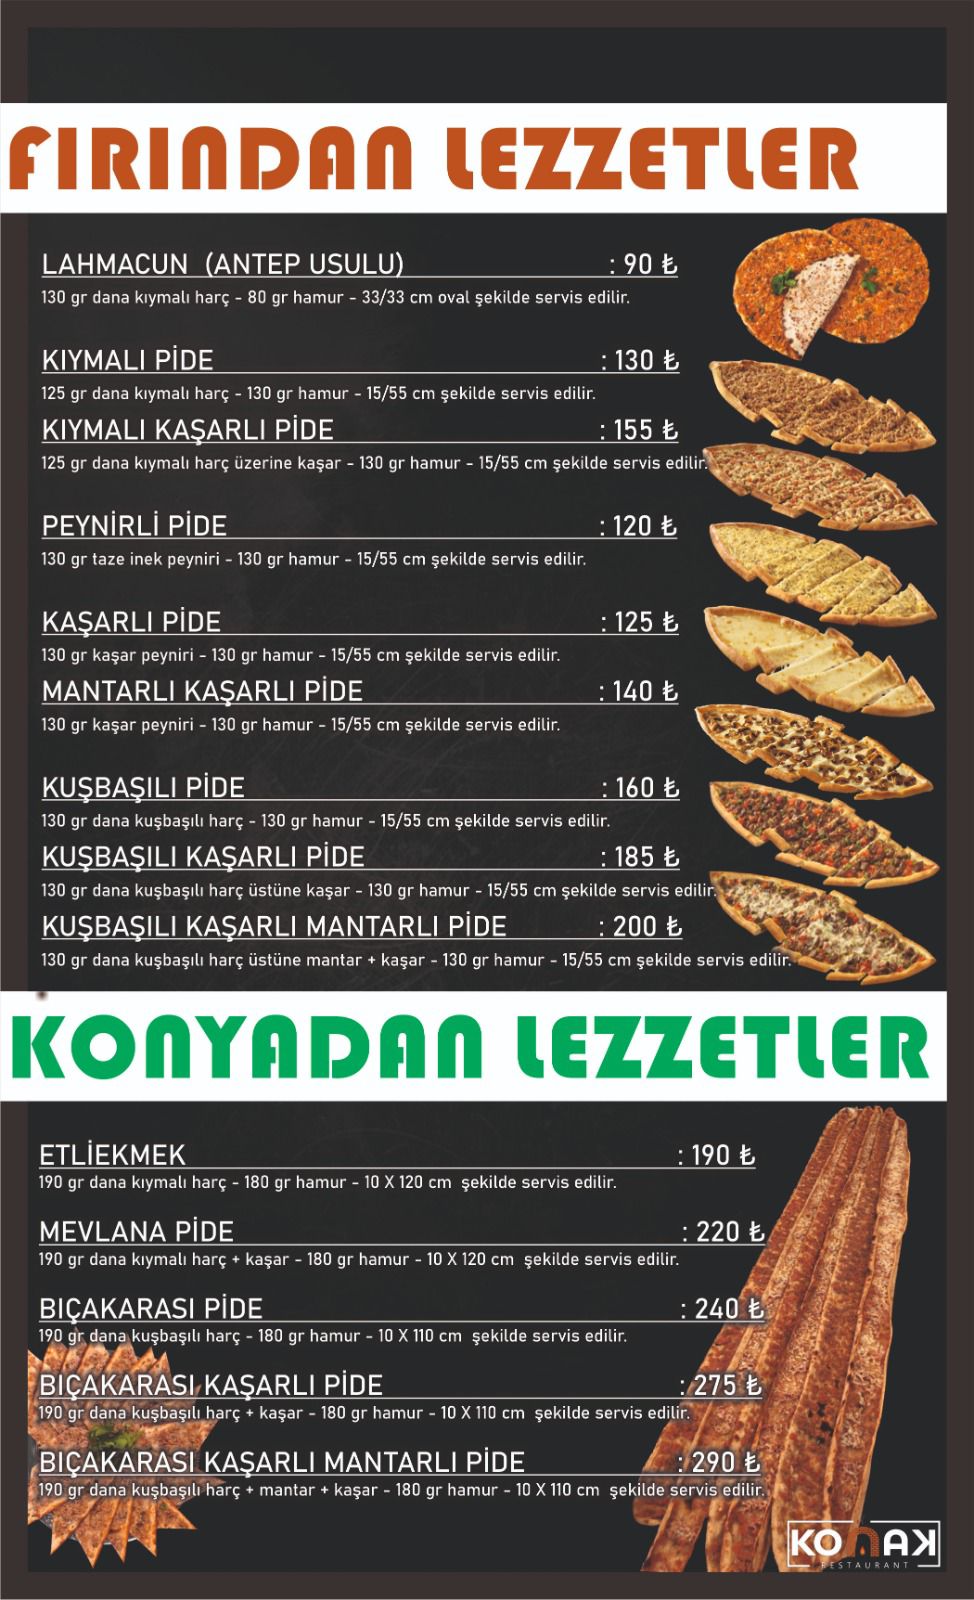 FIRINDAN LEZZETLER
LAHMACUN (ANTEP USULU) : 90 ₺
130 gr dana kıymalı harç - 80 gr hamur - 33/33 cm oval şekilde servis edilir.
KIYMALI PİDE : 130 ₺
125 gr dana kıymalı harç - 130 gr hamur - 15/55 cm şekilde servis edilir.
KIYMALI KAŞARLI PİDE : 155 ₺
125 gr dana kıymalı harç üzerine kaşar - 130 gr hamur - 15/55 cm şekilde servis edilir.
PEYNİRLİ PİDE : 120 ₺
130 gr taze inek peyniri - 130 gr hamur - 15/55 cm şekilde servis edilir.
KAŞARLI PİDE : 125 ₺
130 gr kaşar peyniri - 130 gr hamur - 15/55 cm şekilde servis edilir.
MANTARLI KAŞARLI PİDE : 140 ₺
130 gr kaşar peyniri - 130 gr hamur - 15/55 cm şekilde servis edilir.
KUŞBAŞILI PİDE : 160 ₺
130 gr dana kuşbaşılı harç - 130 gr hamur - 15/55 cm şekilde servis edilir.
KUŞBAŞILI KAŞARLI PİDE : 185 ₺
130 gr dana kuşbaşılı harç üstüne kaşar - 130 gr hamur - 15/55 cm şekilde servis edilir.
KUŞBAŞILI KAŞARLI MANTARLI PİDE : 200 ₺
130 gr dana kuşbaşılı harç üstüne mantar + kaşar - 130 gr hamur - 15/55 cm şekilde servis edilir.
KONYADAN LEZZETLER
ETLİEKMEK : 190 ₺
190 gr dana kıymalı harç - 180 gr hamur - 10 X 120 cm şekilde servis edilir.
MEVLANA PİDE : 220 ₺
190 gr dana kıymalı harç + kaşar - 180 gr hamur - 10 X 120 cm şekilde servis edilir.
BIÇAKARASI PİDE : 240 ₺
190 gr dana kuşbaşılı harç - 180 gr hamur - 10 X 110 cm şekilde servis edilir.
BIÇAKARASI KAŞARLI PİDE : 275 ₺
190 gr dana kuşbaşılı harç + kaşar - 180 gr hamur - 10 X 110 cm şekilde servis edilir.
BIÇAKARASI KAŞARLI MANTARLI PİDE : 290 ₺
190 gr dana kuşbaşılı harç + mantar + kaşar - 180 gr hamur - 10 X 110 cm şekilde servis edilir.
KONAK
RESTAURANT